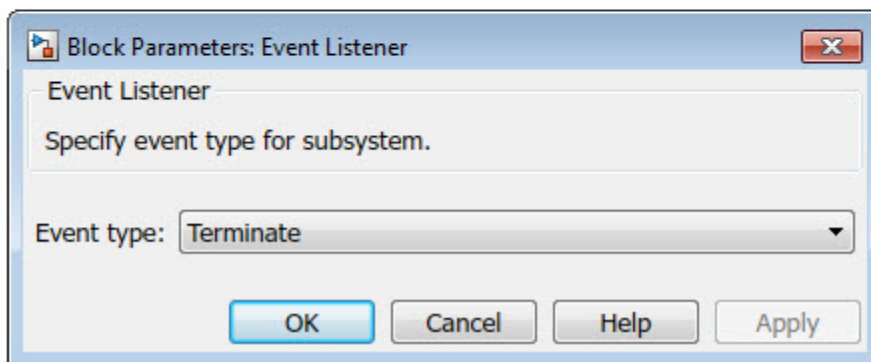 Block Parameters: Event Listener
Event Listener
Specify event type for subsystem.
Event type: Terminate
OK Cancel Help Apply